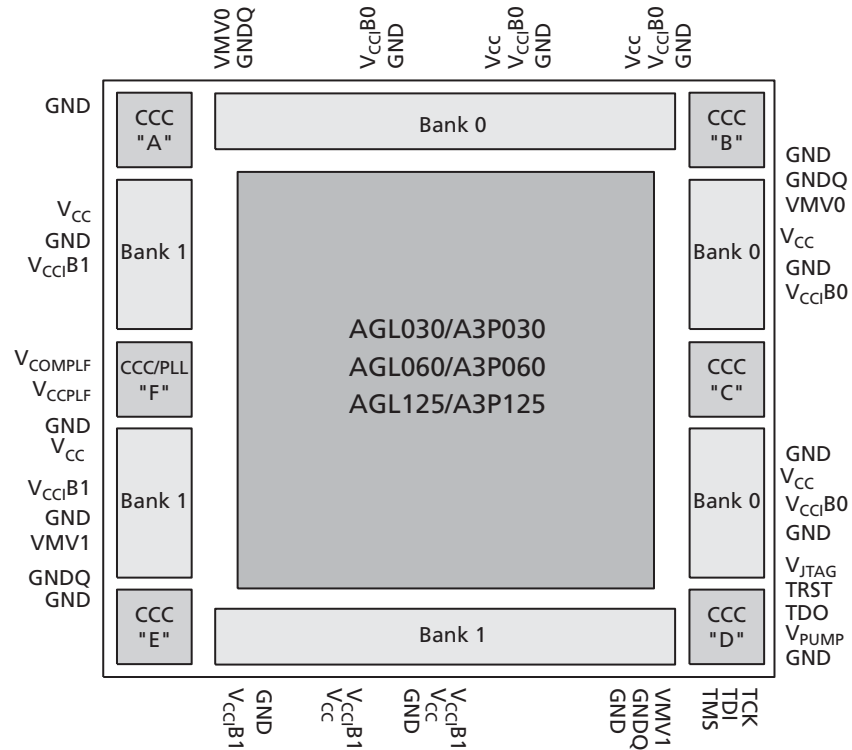 VMV0
GNDQ
VCCIB0
GND
Vcc
VCCIB0
GND
Vcc
VCCIB0
GND
GND
CCC
"A"
Bank 0
CCC
"B"
GND
GNDQ
VMV0
VCC
GND
VCCIB1
Bank 1
Bank 0
VCC
GND
VCCIB0
AGL030/A3P030
AGL060/A3P060
AGL125/A3P125
VCOMPLF
VCCPLF
CCC/PLL
"F"
CCC
"C"
GND
VCC
VCCIB1
GND
VMV1
Bank 1
Bank 0
GND
VCC
VCCIB0
GND
GNDQ
GND
VJTAG
TRST
TDO
VPUMP
GND
CCC
"E"
Bank 1
CCC
"D"
VCCIB1
GND
VCC
VCCIB1
GND
VCC
VCCIB1
GND
GNDQ
VMV1
TMS
TDI
TCK